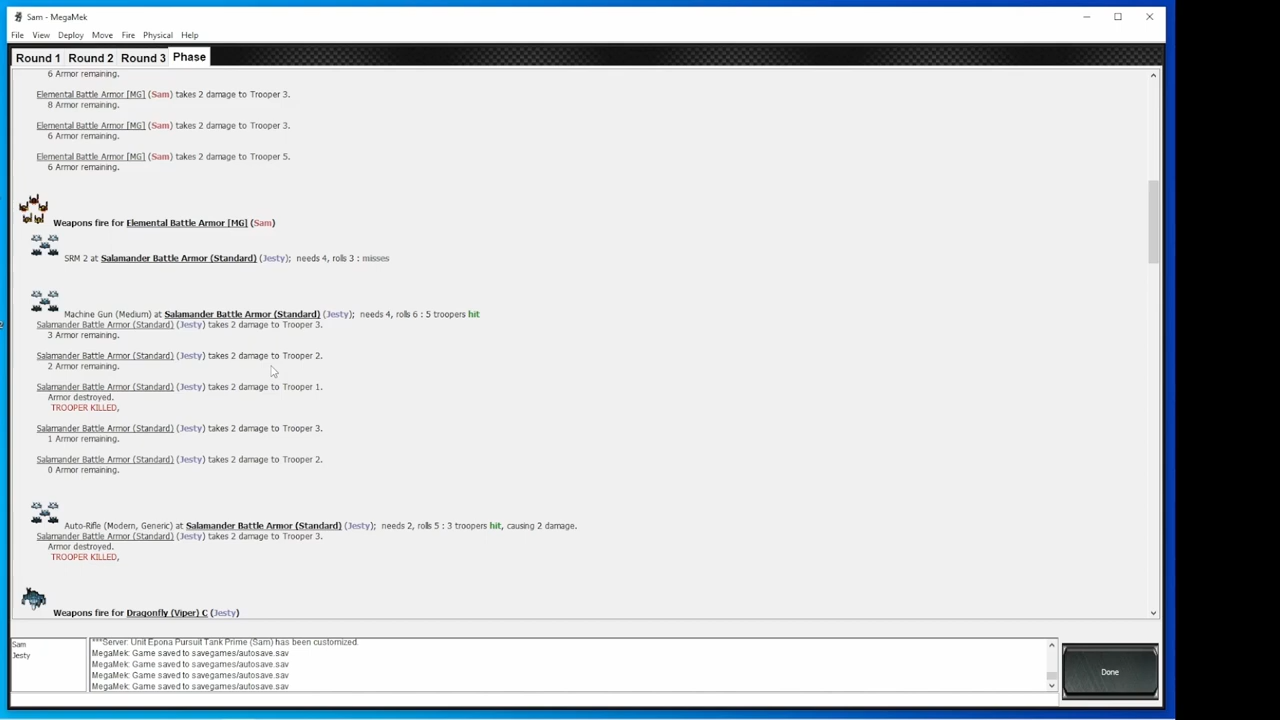 Sam - MegaMek
File View Deploy Move Fire Physical Help
Round 1 Round 2 Round 3 Phase
6 Armor remaining.
Elemental Battle Armor [MG] (Sam) takes 2 damage to Trooper 3.
8 Armor remaining.
Elemental Battle Armor [MG] (Sam) takes 2 damage to Trooper 3.
6 Armor remaining.
Elemental Battle Armor [MG] (Sam) takes 2 damage to Trooper 5.
6 Armor remaining.
Weapons fire for Elemental Battle Armor [MG] (Sam)
SRM 2 at Salamander Battle Armor (Standard) (Jesty); needs 4, rolls 3 : misses
Machine Gun (Medium) at Salamander Battle Armor (Standard) (Jesty); needs 4, rolls 6 : 5 troopers hit
Salamander Battle Armor (Standard) (Jesty) takes 2 damage to Trooper 3.
3 Armor remaining.
Salamander Battle Armor (Standard) (Jesty) takes 2 damage to Trooper 2.
2 Armor remaining.
Salamander Battle Armor (Standard) (Jesty) takes 2 damage to Trooper 1.
Armor destroyed.
TROOPER KILLED,
Salamander Battle Armor (Standard) (Jesty) takes 2 damage to Trooper 3.
1 Armor remaining.
Salamander Battle Armor (Standard) (Jesty) takes 2 damage to Trooper 2.
0 Armor remaining.
Auto-Rifle (Modern, Generic) at Salamander Battle Armor (Standard) (Jesty); needs 2, rolls 5 : 3 troopers hit, causing 2 damage.
Salamander Battle Armor (Standard) (Jesty) takes 2 damage to Trooper 3.
Armor destroyed.
TROOPER KILLED,
Weapons fire for Dragonfly (Viper) C (Jesty)
Sam
Jesty
***Server: Unit Epona Pursuit Tank Prime (Sam) has been customized.
MegaMek: Game saved to savegames/autosave.sav
MegaMek: Game saved to savegames/autosave.sav
MegaMek: Game saved to savegames/autosave.sav
MegaMek: Game saved to savegames/autosave.sav
Done